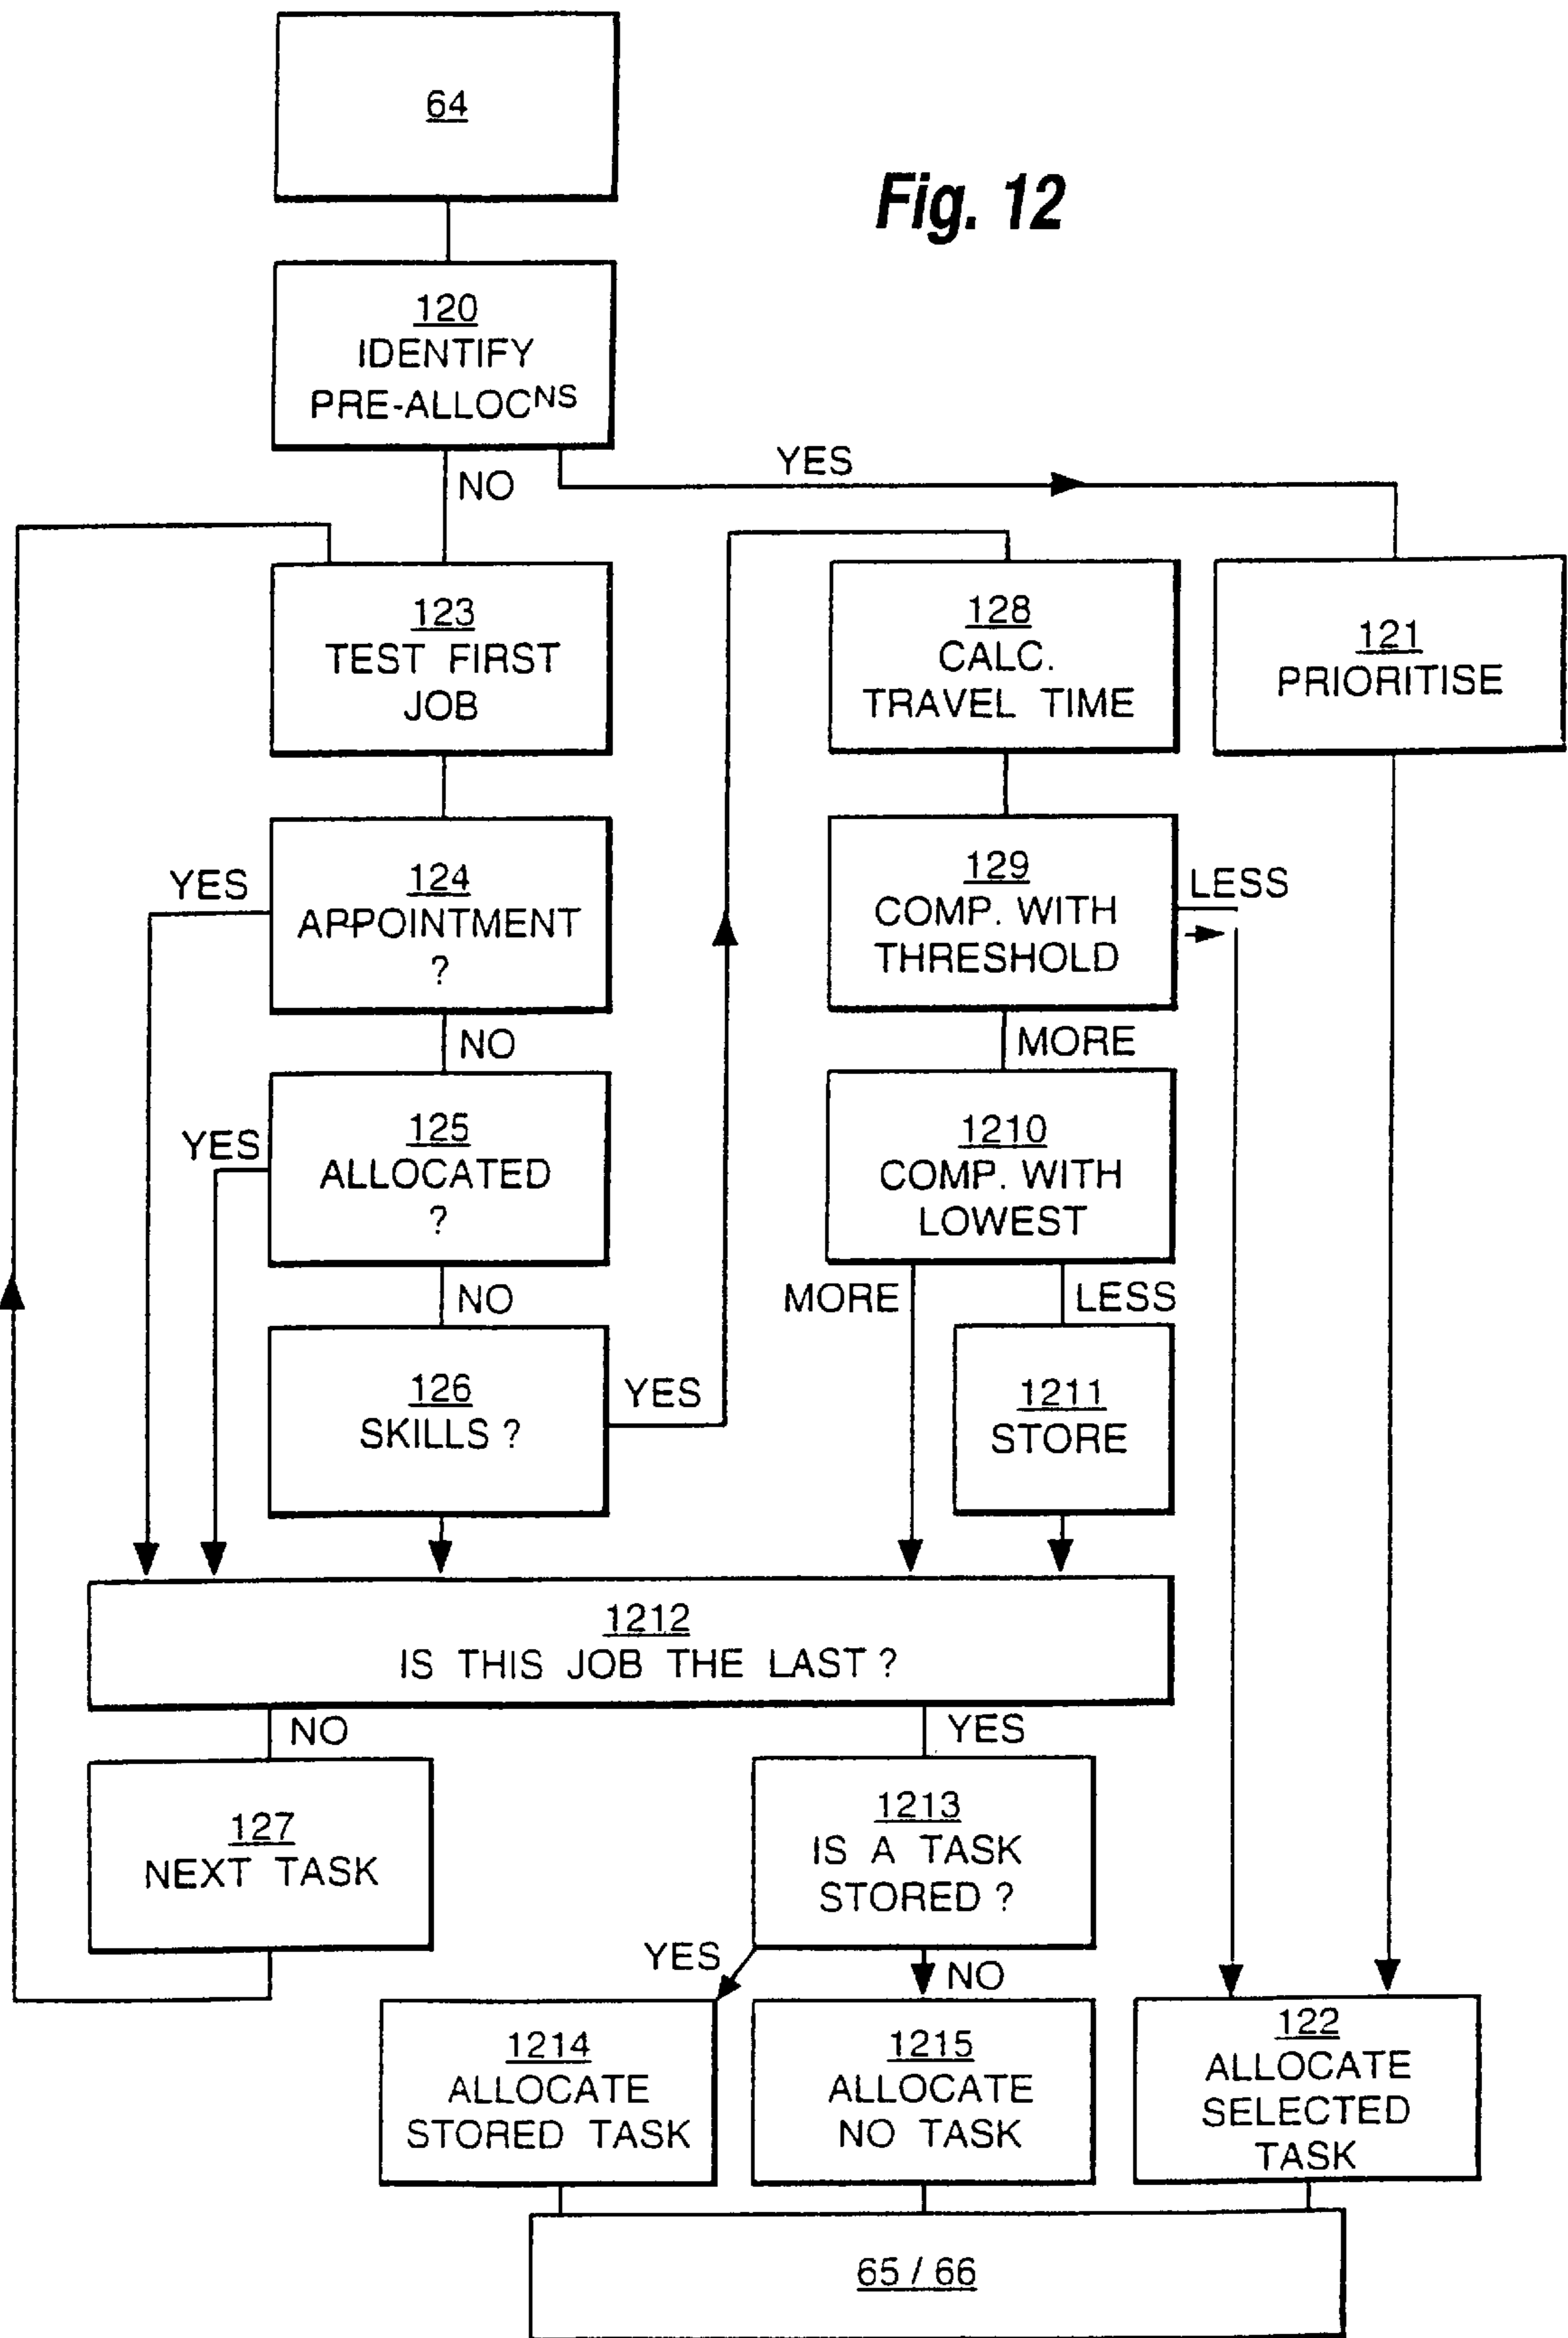 64
Fig. 12
120
IDENTIFY
PRE-ALLOCNS
YES
NO
123
TEST FIRST
JOB
128
CALC.
TRAVEL TIME
121
PRIORITISE
YES
124
APPOINTMENT
?
129
COMP. WITH
THRESHOLD
LESS
NO
MORE
YES
125
ALLOCATED
?
1210
COMP. WITH
LOWEST
NO
MORE
LESS
126
SKILLS ?
YES
1211
STORE
1212
IS THIS JOB THE LAST ?
NO
YES
127
NEXT TASK
1213
IS A TASK
STORED ?
YES
NO
1214
ALLOCATE
STORED TASK
1215
ALLOCATE
NO TASK
122
ALLOCATE
SELECTED
TASK
65 / 66